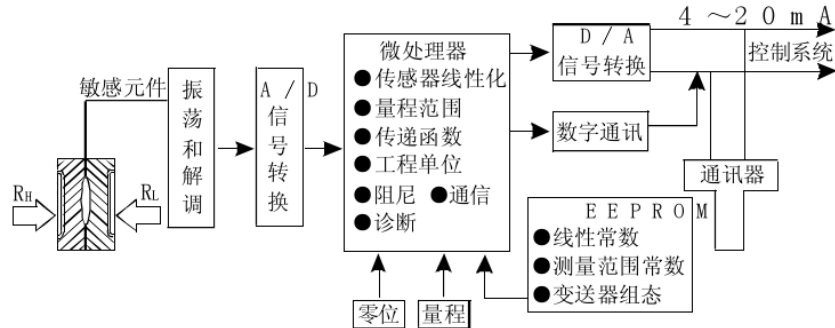 4～20mA
控制系统
D/A
信号转换
敏感元件
振荡和解调
A/D
信号转换
微处理器
●传感器线性化
●量程范围
●传递函数
●工程单位
●阻尼 ●通信
●诊断
数字通讯
通讯器
RH
RL
EEPROM
●线性常数
●测量范围常数
●变送器组态
零位
量程